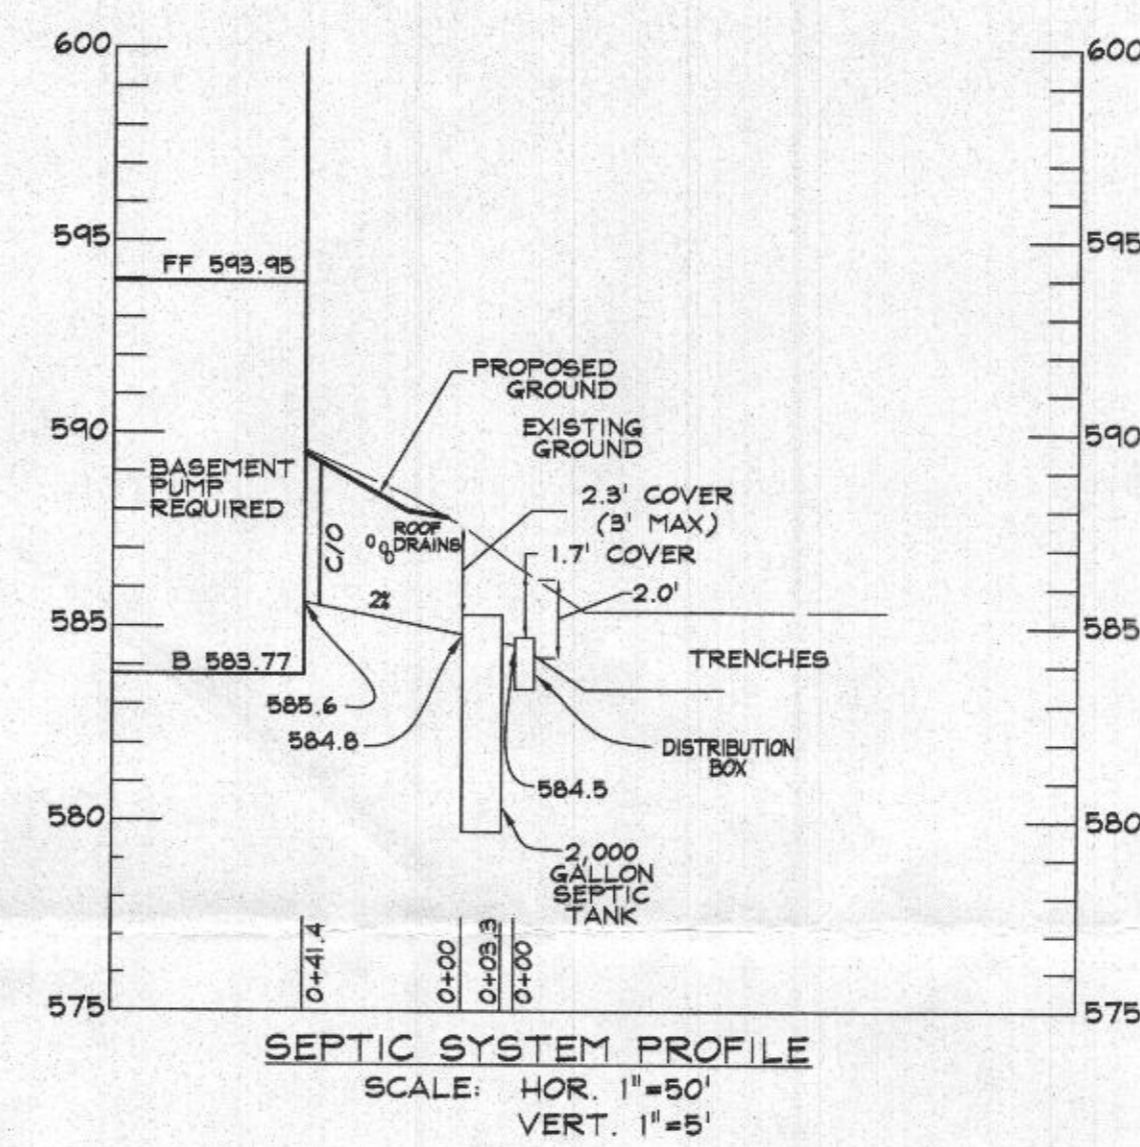 600
600
595
595
FF 593.95
PROPOSED
GROUND
590
590
EXISTING
GROUND
BASEMENT
PUMP
REQUIRED
C/O
ROOF
DRAINS
2.3' COVER
(3' MAX)
1.7' COVER
2%
2.0'
585
585
B 583.77
TRENCHES
585.6
584.8
DISTRIBUTION
BOX
584.5
580
580
2,000
GALLON
SEPTIC
TANK
0+41.4
0+00
0+03.3
0+00
575
575
SEPTIC SYSTEM PROFILE
SCALE: HOR. 1"=50'
VERT. 1"=5'